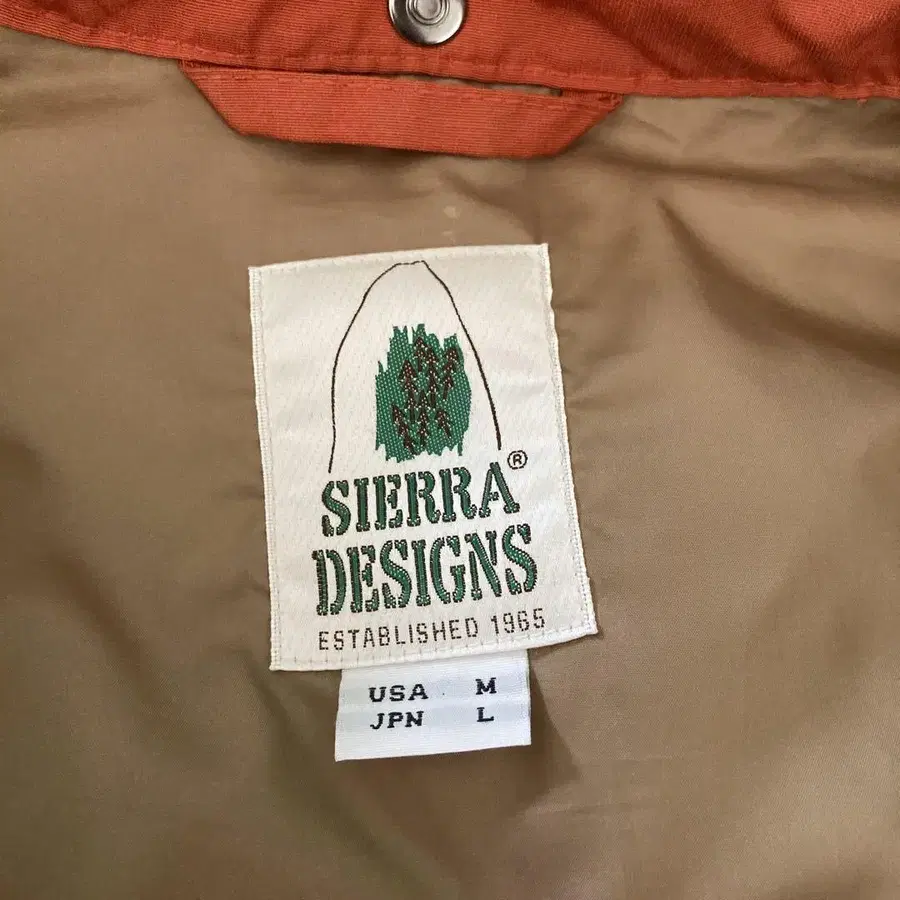 SIERRA®
DESIGNS
ESTABLISHED 1965
USA M
JPN L